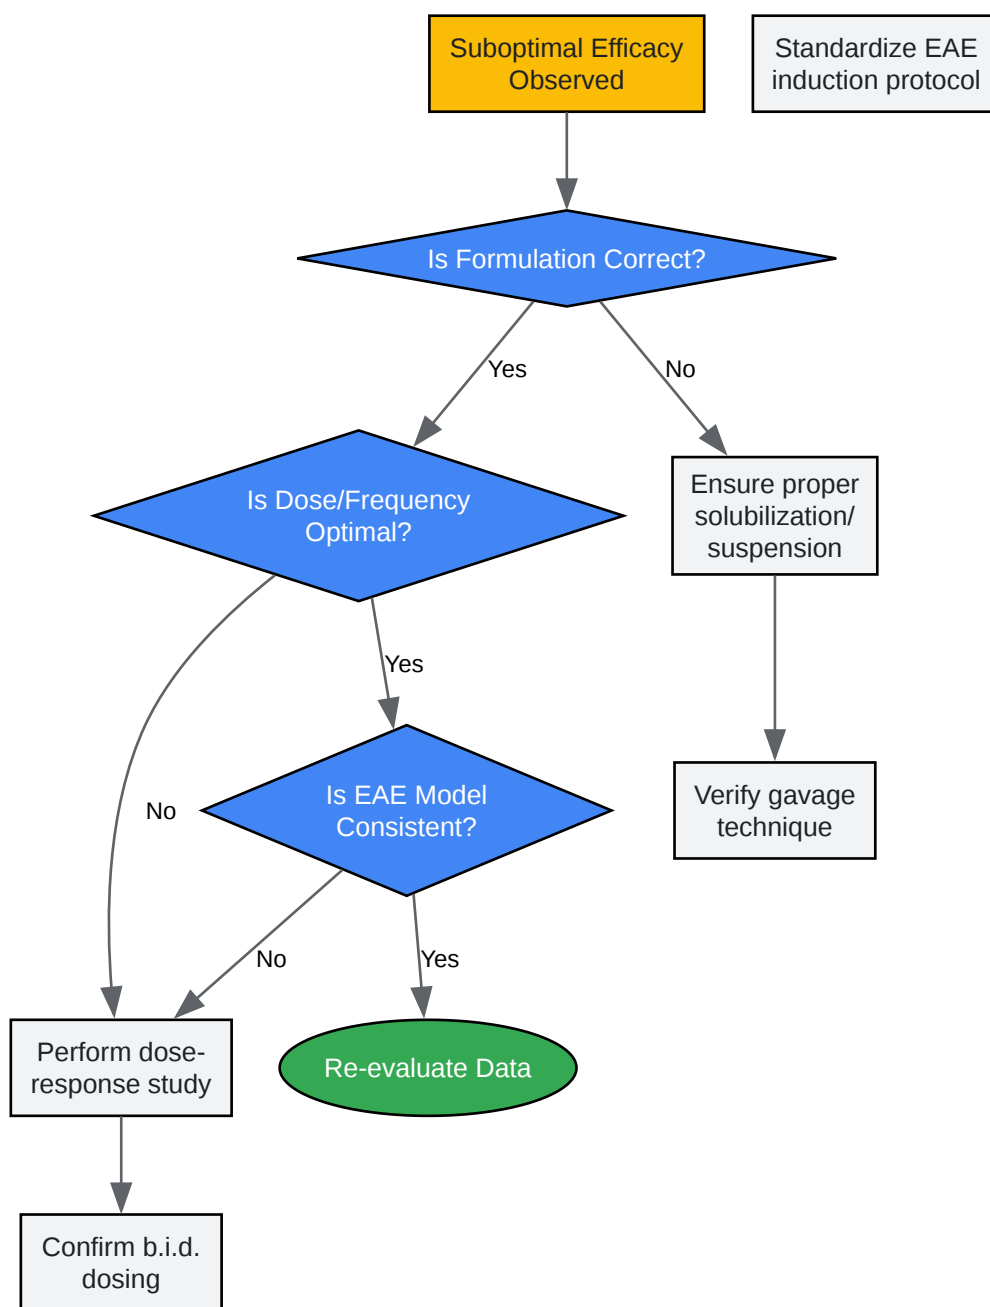 Suboptimal Efficacy
Observed
Standardize EAE
induction protocol
Is Formulation Correct?
Yes
No
Is Dose/Frequency
Optimal?
Ensure proper
solubilization/
suspension
Yes
No
Is EAE Model
Consistent?
Verify gavage
technique
No
Yes
Perform dose-
response study
Re-evaluate Data
Confirm b.i.d.
dosing